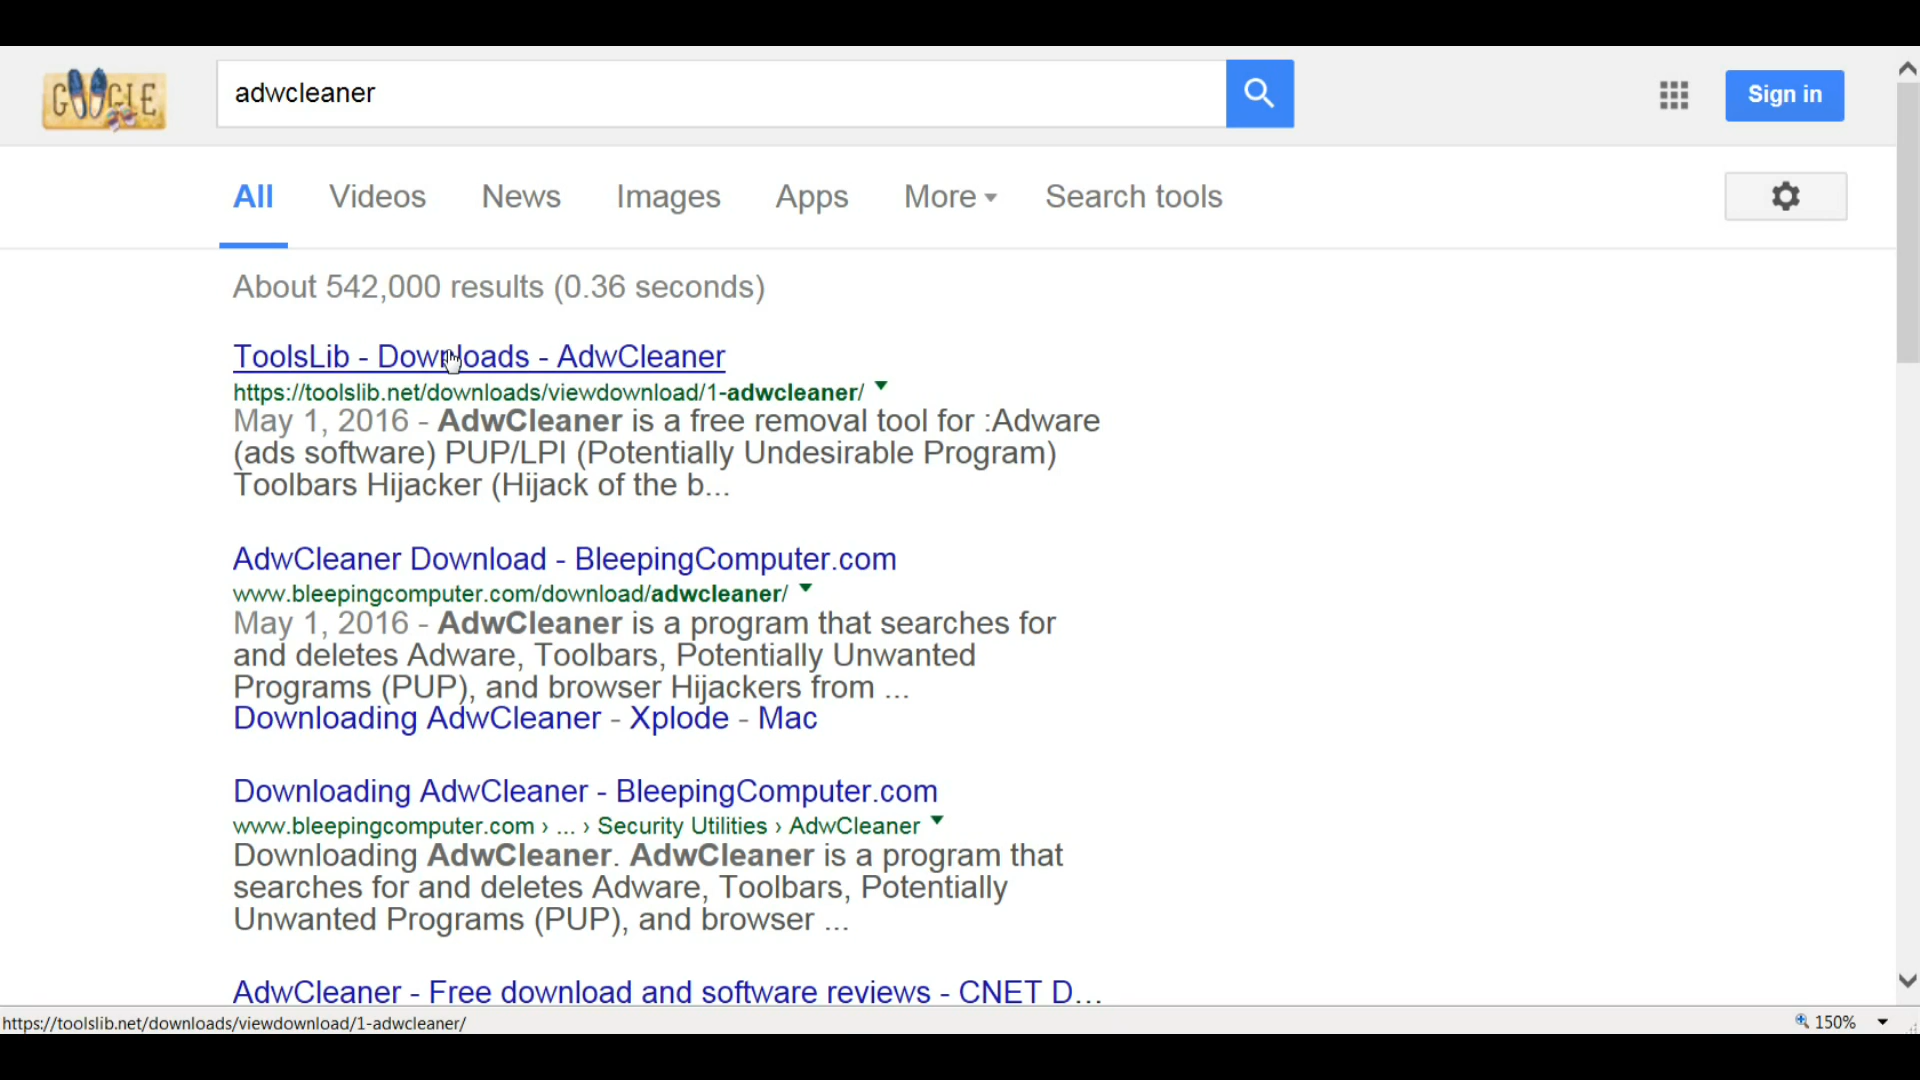 GOOGLE
adwcleaner
Sign in
All Videos News Images Apps More Search tools
About 542,000 results (0.36 seconds)
ToolsLib - Downloads - AdwCleaner
https://toolslib.net/downloads/viewdownload/1-adwcleaner/
May 1, 2016 - AdwCleaner is a free removal tool for :Adware
(ads software) PUP/LPI (Potentially Undesirable Program)
Toolbars Hijacker (Hijack of the b...
AdwCleaner Download - BleepingComputer.com
www.bleepingcomputer.com/download/adwcleaner/
May 1, 2016 - AdwCleaner is a program that searches for
and deletes Adware, Toolbars, Potentially Unwanted
Programs (PUP), and browser Hijackers from ...
Downloading AdwCleaner - Xplode - Mac
Downloading AdwCleaner - BleepingComputer.com
www.bleepingcomputer.com › ... › Security Utilities › AdwCleaner
Downloading AdwCleaner. AdwCleaner is a program that
searches for and deletes Adware, Toolbars, Potentially
Unwanted Programs (PUP), and browser ...
AdwCleaner - Free download and software reviews - CNET D...
https://toolslib.net/downloads/viewdownload/1-adwcleaner/
150%